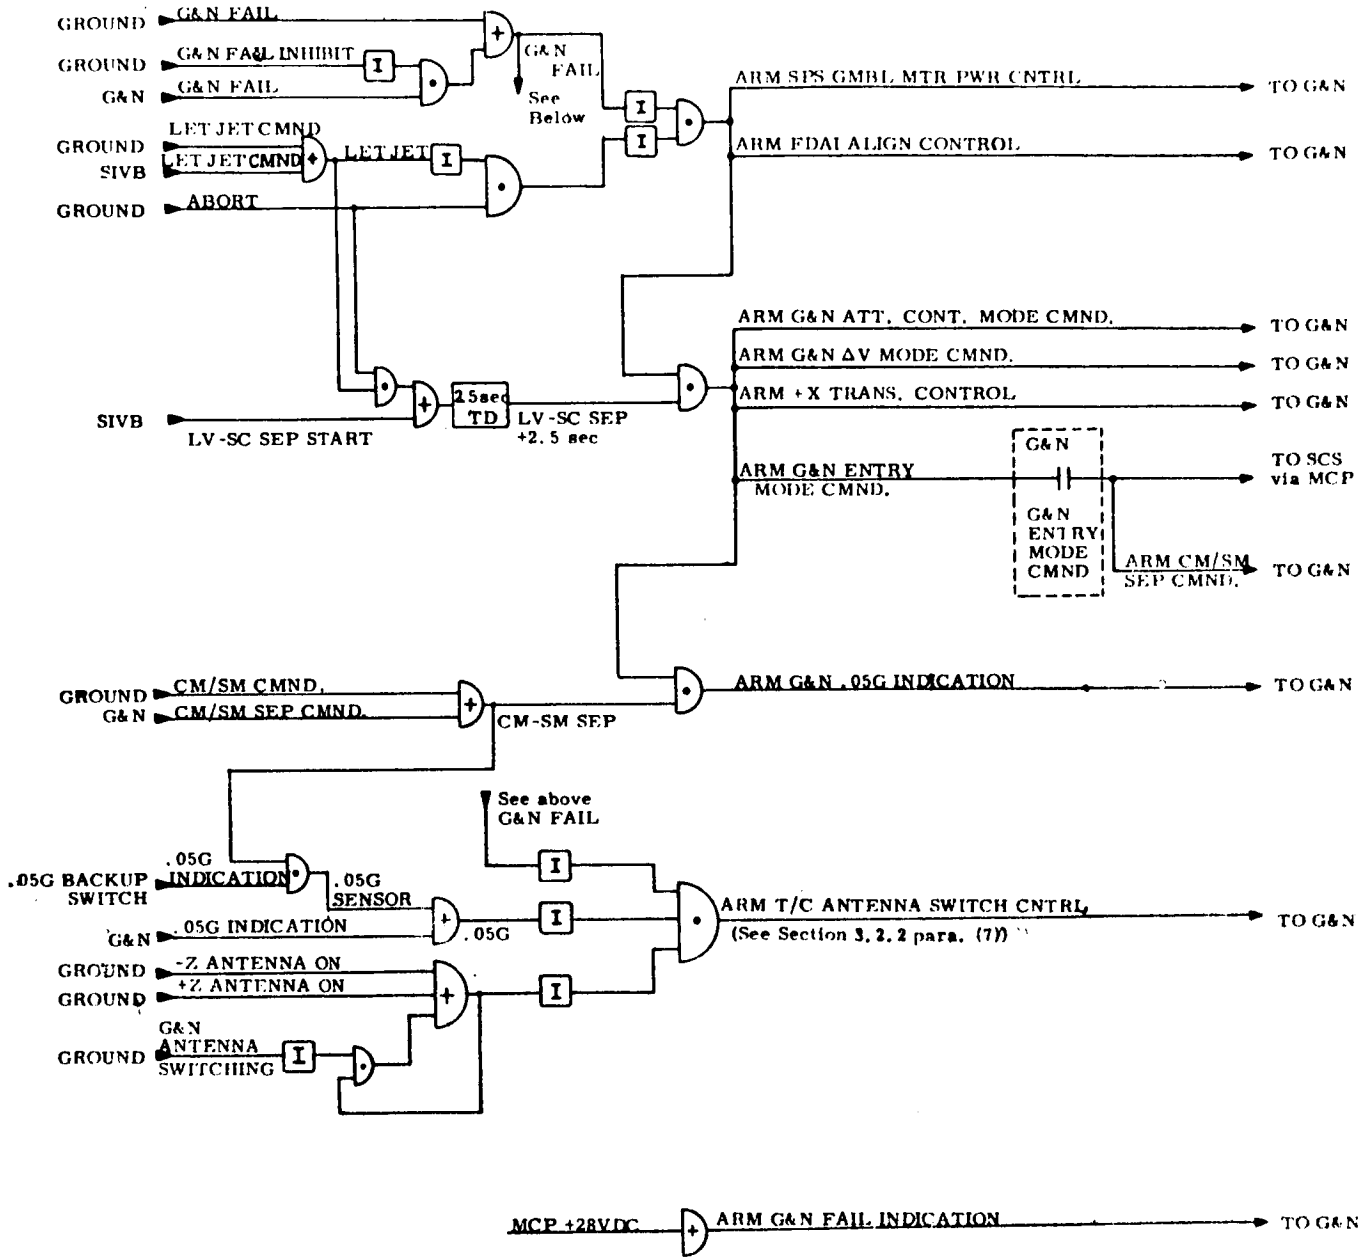 GROUND G&N FAIL
GROUND G&N FAIL INHIBIT
I
G&N G&N FAIL
+
•
G&N
FAIL
See
Below
I
I
•
ARM SPS GMBL MTR PWR CNTRL
TO G&N
ARM FDAI ALIGN CONTROL
TO G&N
LET JET CMND
GROUND
LET JET CMND
SIVB
+
LET JET
I
•
GROUND ABORT
ARM G&N ATT. CONT. MODE CMND.
TO G&N
ARM G&N ΔV MODE CMND.
TO G&N
ARM +X TRANS. CONTROL
TO G&N
•
+
•
2.5sec
TD
LV-SC SEP
+2.5 sec
SIVB
LV-SC SEP START
ARM G&N ENTRY
MODE CMND.
G&N
G&N
ENTRY
MODE
CMND
TO SCS
via MCP
ARM CM/SM
SEP CMND.
TO G&N
GROUND CM/SM CMND.
G&N CM/SM SEP CMND.
+
CM-SM SEP
•
ARM G&N .05G INDICATION
TO G&N
See above
G&N FAIL
I
.05G
INDICATION
.05G BACKUP
SWITCH
•
.05G
SENSOR
G&N .05G INDICATION
+
.05G
I
•
ARM T/C ANTENNA SWITCH CNTRL
(See Section 3.2.2 para. (7))
TO G&N
GROUND -Z ANTENNA ON
GROUND +Z ANTENNA ON
+
I
G&N
ANTENNA
SWITCHING
GROUND
I
•
MCP +28VDC
+
ARM G&N FAIL INDICATION
TO G&N